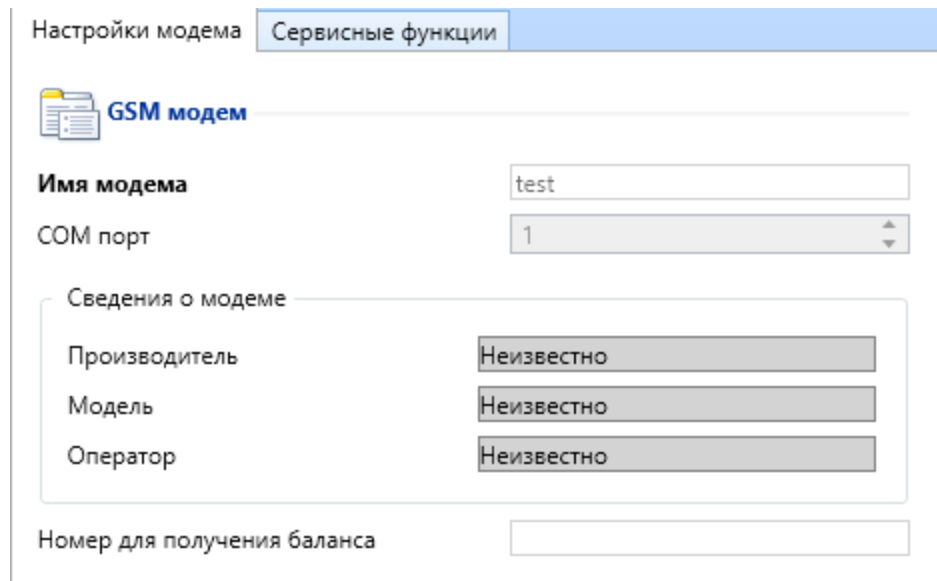 Настройки модема Сервисные функции
GSM модем
Имя модема test
COM порт 1
Сведения о модеме
Производитель Неизвестно
Модель Неизвестно
Оператор Неизвестно
Номер для получения баланса